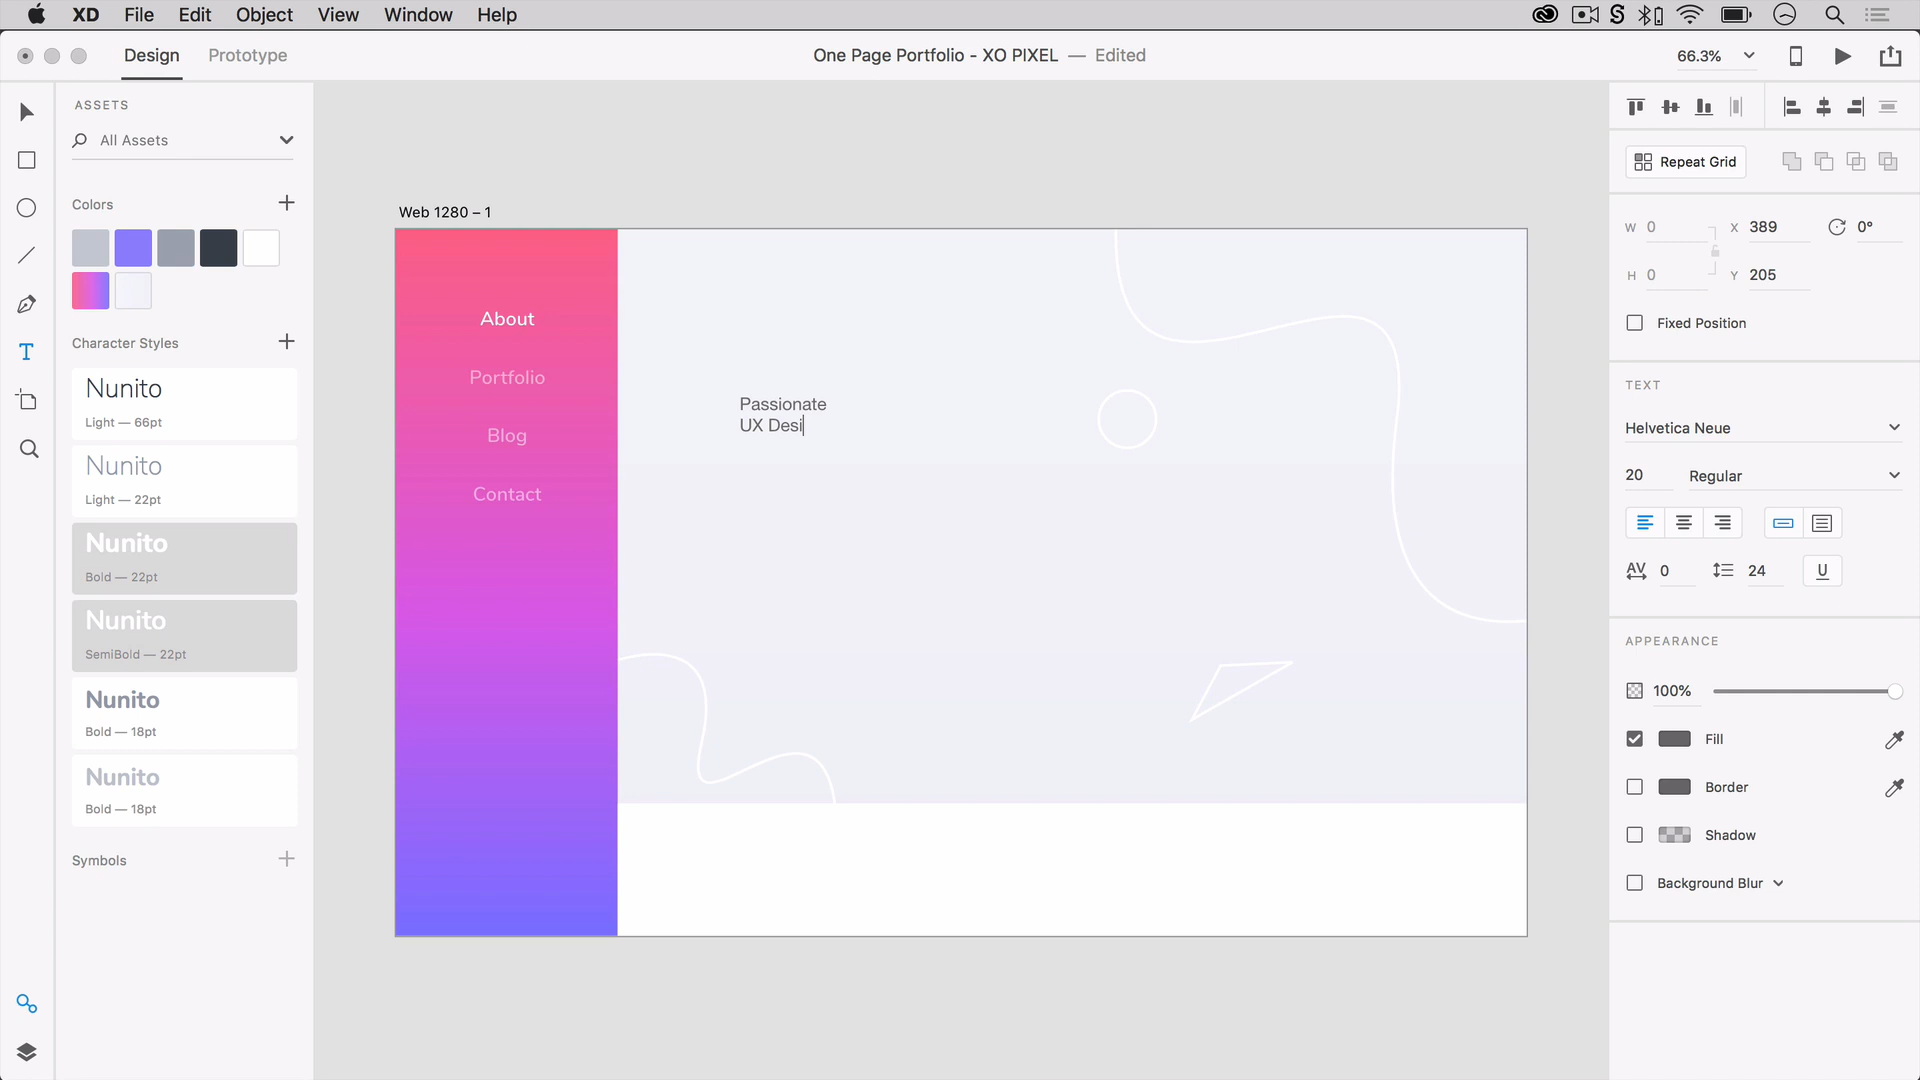 XD File Edit Object View Window Help
Design Prototype
One Page Portfolio - XO PIXEL — Edited
66.3%
ASSETS
All Assets
Colors
Character Styles
Nunito
Light — 66pt
Nunito
Light — 22pt
Nunito
Bold — 22pt
Nunito
SemiBold — 22pt
Nunito
Bold — 18pt
Nunito
Bold — 18pt
Symbols
Web 1280 – 1
About
Portfolio
Blog
Contact
Passionate
UX Desi
Repeat Grid
W 0 X 389 0°
H 0 Y 205
Fixed Position
TEXT
Helvetica Neue
20 Regular
AV 0 24 U
APPEARANCE
100%
Fill
Border
Shadow
Background Blur